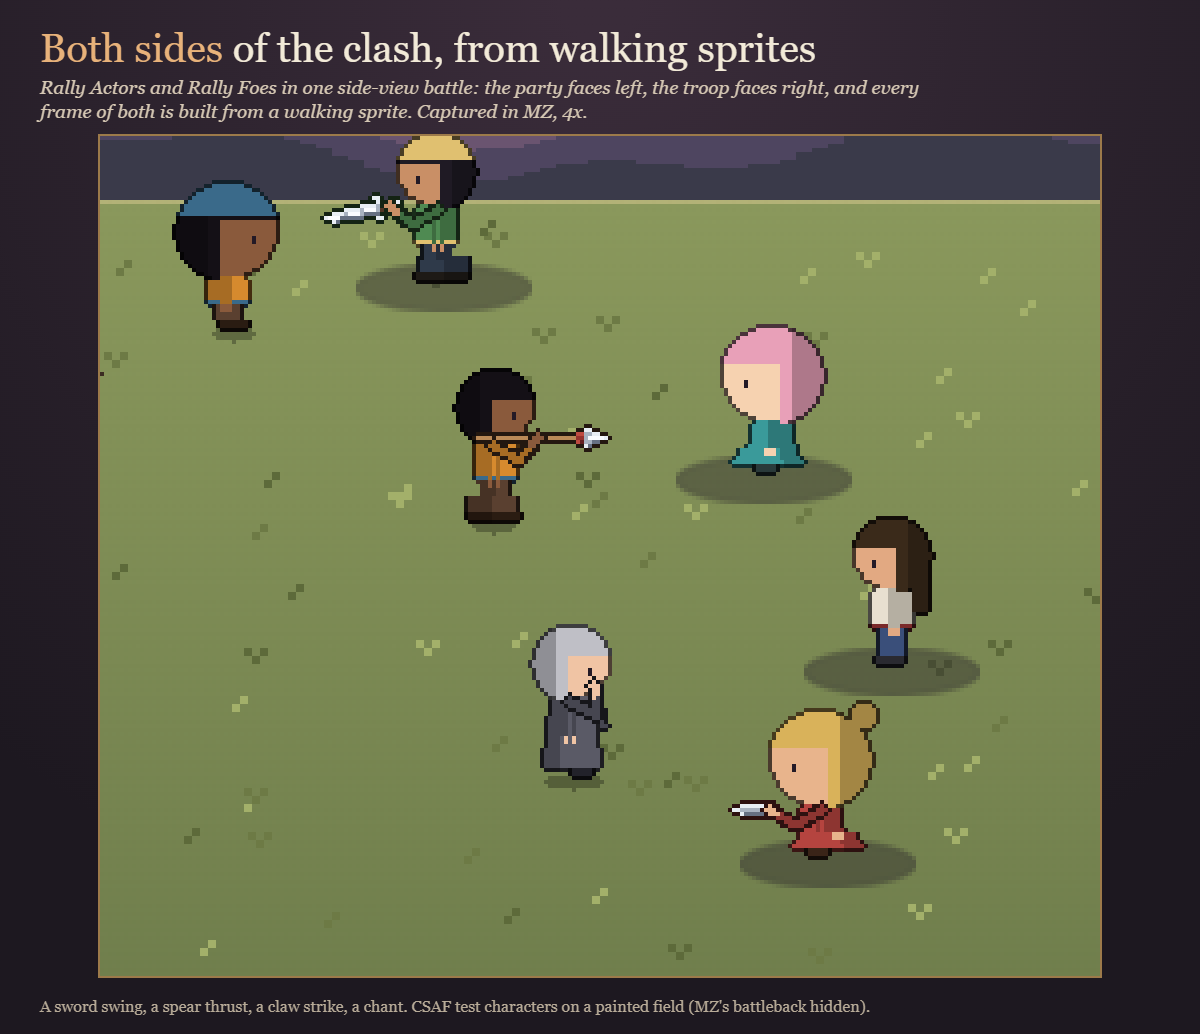 Both sides of the clash, from walking sprites
Rally Actors and Rally Foes in one side-view battle: the party faces left, the troop faces right, and every
frame of both is built from a walking sprite. Captured in MZ, 4x.
A sword swing, a spear thrust, a claw strike, a chant. CSAF test characters on a painted field (MZ's battleback hidden).